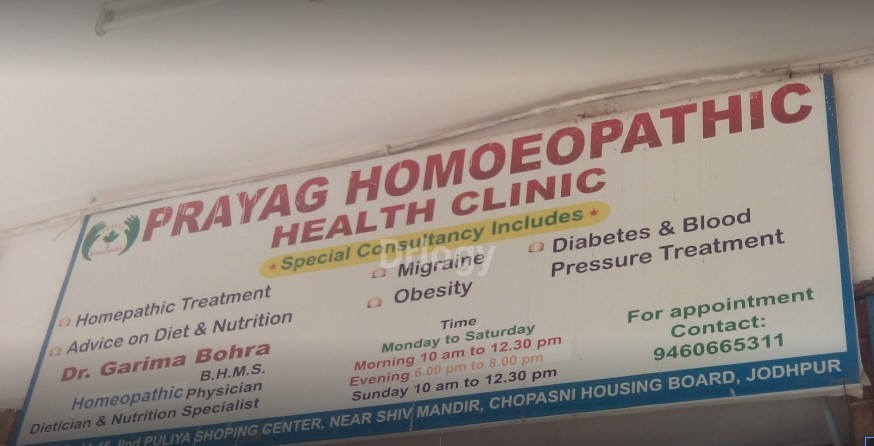 PRAYAG HOMOEOPATHIC
HEALTH CLINIC
Special Consultancy Includes
Homepathic Treatment
Advice on Diet & Nutrition
Migraine
Obesity
Diabetes & Blood
Pressure Treatment
Drlogy
Dr. Garima Bohra
B.H.M.S.
Homeopathic Physician
Dietician & Nutrition Specialist
Time
Monday to Saturday
Morning 10 am to 12.30 pm
Evening 6.00 pm to 8.00 pm
Sunday 10 am to 12.30 pm
For appointment
Contact:
9460665311
IInd PULIYA SHOPING CENTER, NEAR SHIV MANDIR, CHOPASNI HOUSING BOARD, JODHPUR